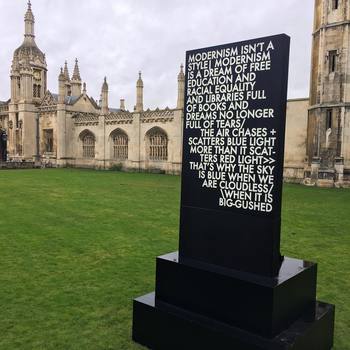 MODERNISM ISN'T A
STYLE| MODERNISM
IS A DREAM OF FREE
EDUCATION AND
RACIAL EQUALITY
AND LIBRARIES FULL
OF BOOKS AND
DREAMS NO LONGER
FULL OF TEARS/
THE AIR CHASES +
SCATTERS BLUE LIGHT
MORE THAN IT SCAT-
TERS RED LIGHT>>
THAT'S WHY THE SKY
IS BLUE WHEN WE
ARE CLOUDLESS/
\WHEN IT IS
BIG-GUSHED